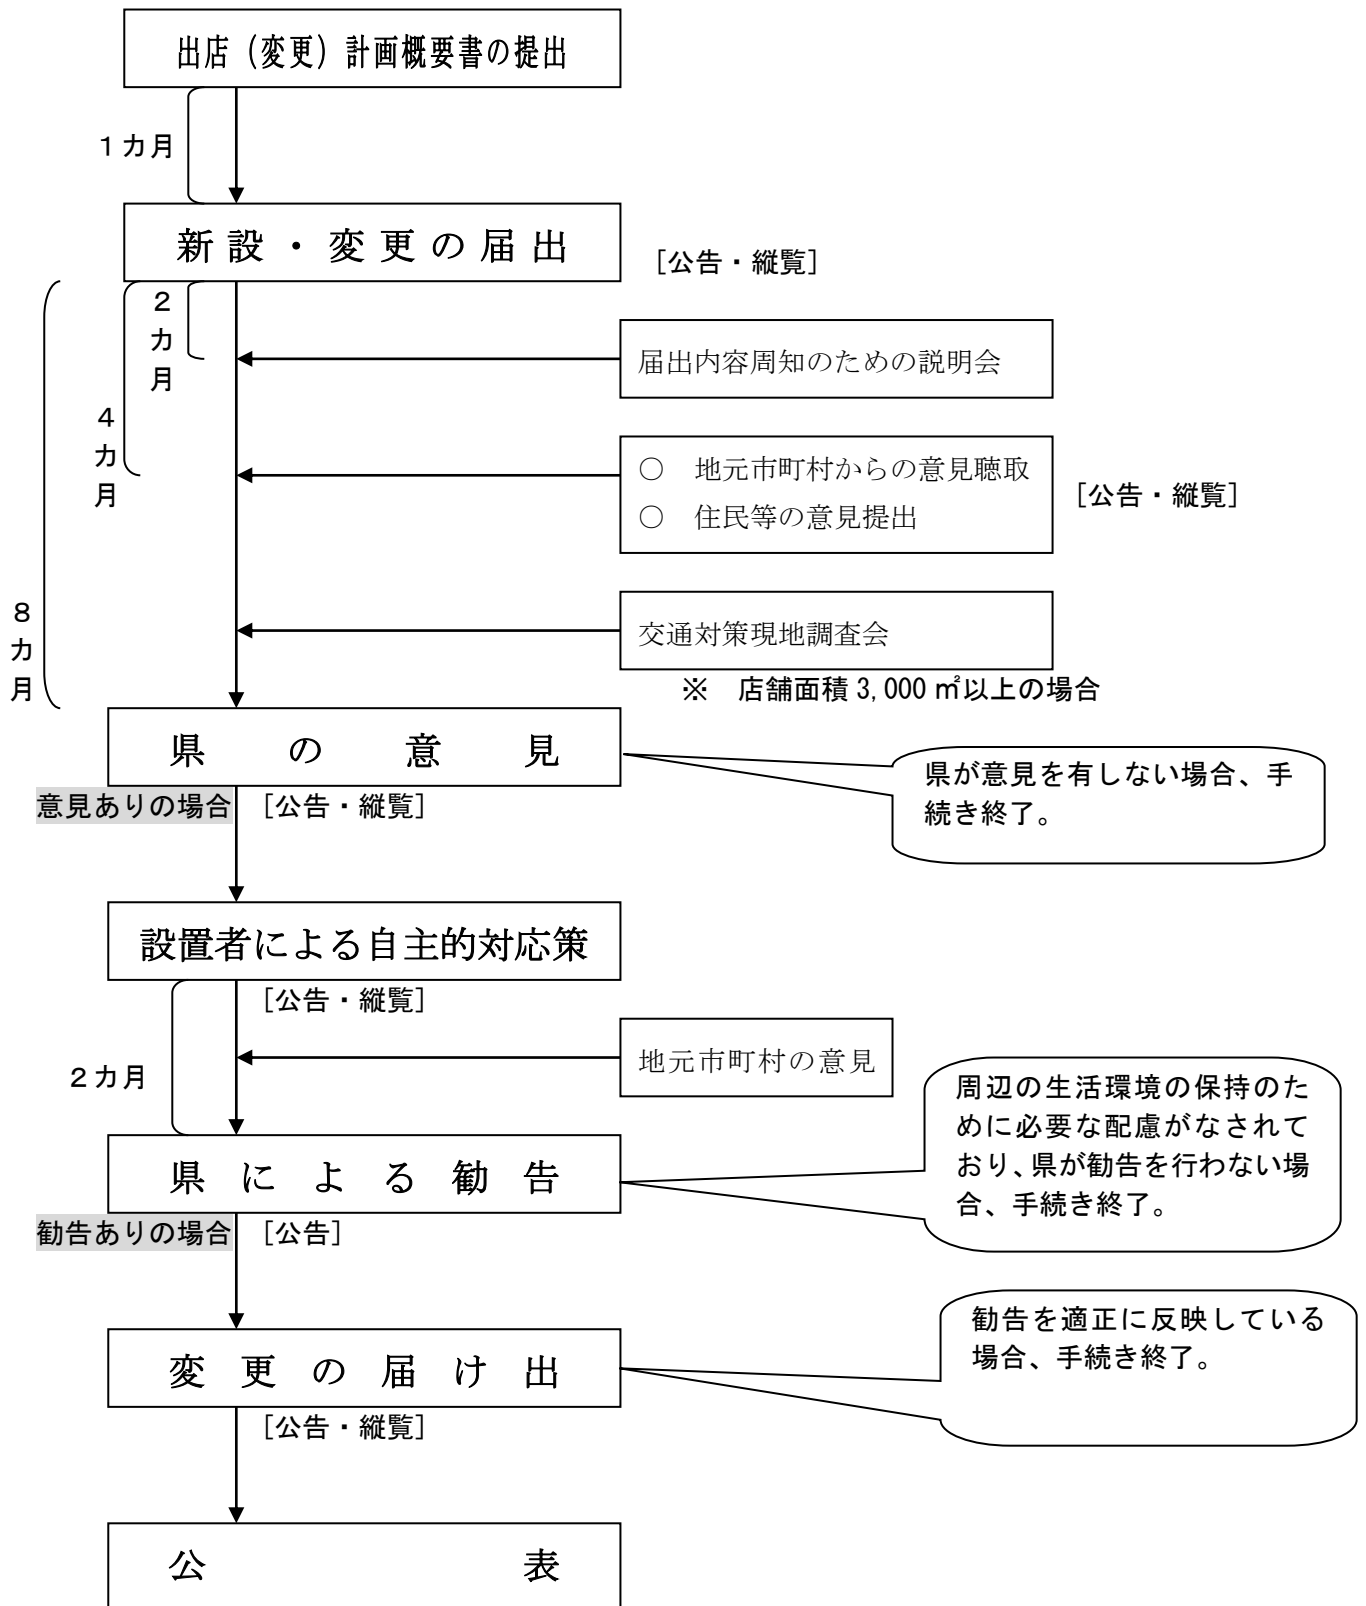 出店（変更）計画概要書の提出
１カ月
新設・変更の届出
［公告・縦覧］
２カ月
届出内容周知のための説明会
４カ月
○　地元市町村からの意見聴取
○　住民等の意見提出
［公告・縦覧］
８カ月
交通対策現地調査会
※　店舗面積 3,000 ㎡以上の場合
県の意見
県が意見を有しない場合、手
続き終了。
意見ありの場合
［公告・縦覧］
設置者による自主的対応策
［公告・縦覧］
２カ月
地元市町村の意見
周辺の生活環境の保持のた
めに必要な配慮がなされて
おり、県が勧告を行わない場
合、手続き終了。
県による勧告
勧告ありの場合
［公告］
勧告を適正に反映している
場合、手続き終了。
変更の届け出
［公告・縦覧］
公表